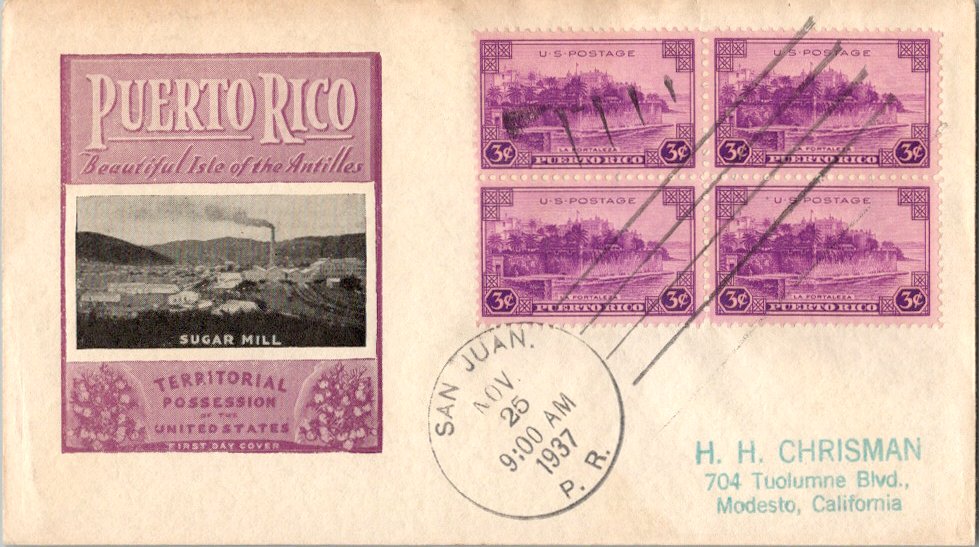 PUERTO RICO
Beautiful Isle of the Antilles
SUGAR MILL
TERRITORIAL
POSSESSION
OF THE
UNITED STATES
FIRST DAY COVER
U·S·POSTAGE
LA FORTALEZA
3¢ PUERTO RICO 3¢
U·S·POSTAGE
LA FORTALEZA
3¢ PUERTO RICO 3¢
U·S·POSTAGE
LA FORTALEZA
3¢ PUERTO RICO 3¢
U·S·POSTAGE
LA FORTALEZA
3¢ PUERTO RICO 3¢
SAN JUAN.
NOV.
25
9:00 AM
1937
P. R.
H. H. CHRISMAN
704 Tuolumne Blvd.,
Modesto, California